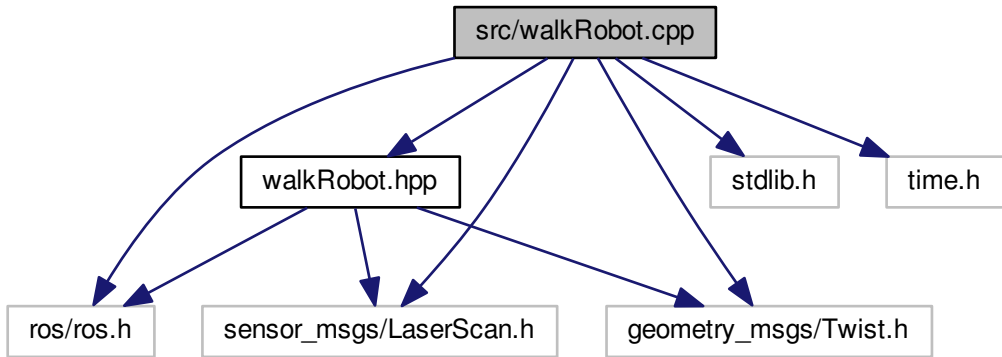 src/walkRobot.cpp
walkRobot.hpp
stdlib.h
time.h
ros/ros.h
sensor_msgs/LaserScan.h
geometry_msgs/Twist.h